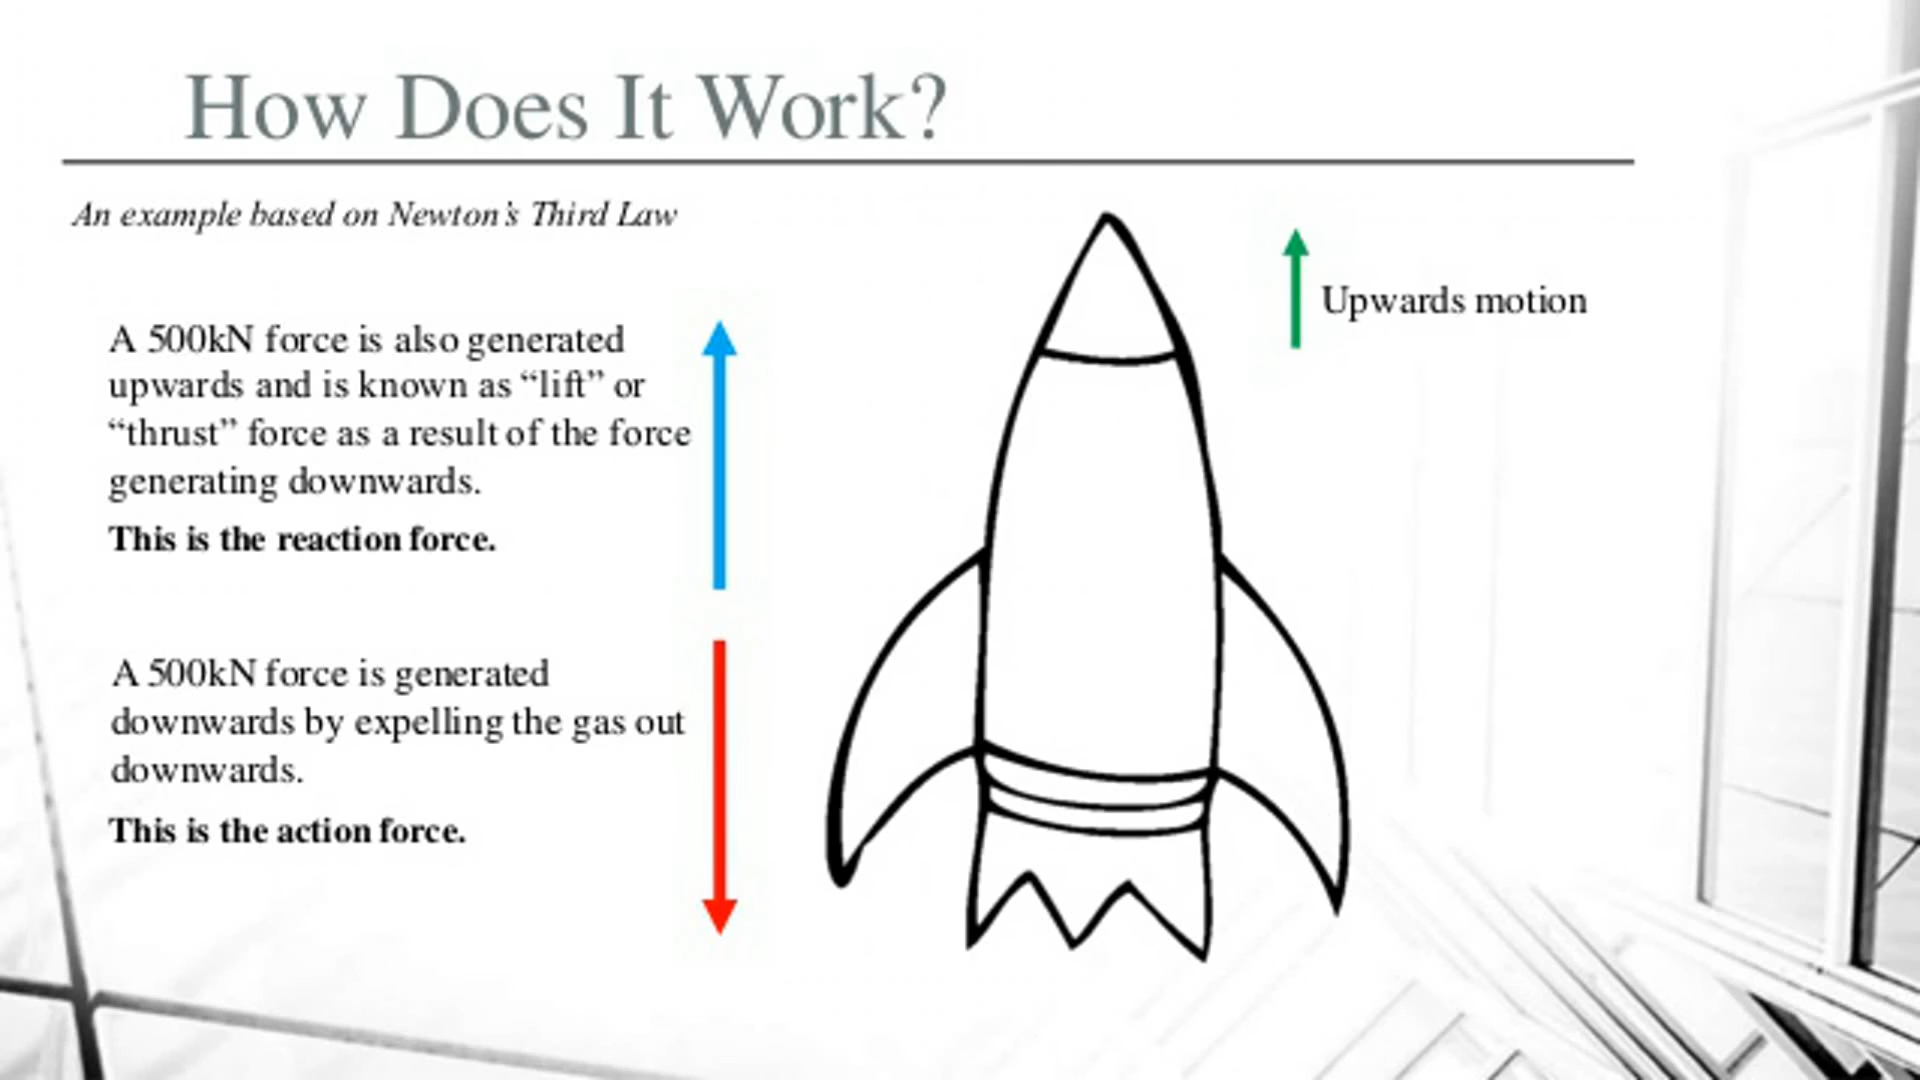 How Does It Work?
An example based on Newton's Third Law
Upwards motion
A 500kN force is also generated
upwards and is known as “lift” or
“thrust” force as a result of the force
generating downwards.
This is the reaction force.
A 500kN force is generated
downwards by expelling the gas out
downwards.
This is the action force.